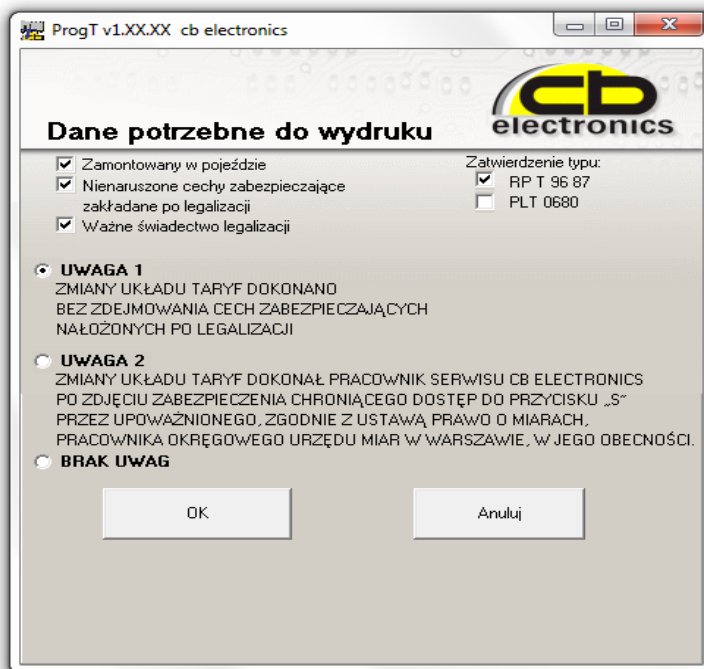 ProgT v1.XX.XX cb electronics
cb
electronics
Dane potrzebne do wydruku
Zamontowany w pojeździe
Nienaruszone cechy zabezpieczające
zakładane po legalizacji
Ważne świadectwo legalizacji
Zatwierdzenie typu:
RP T 96 87
PLT 0680
UWAGA 1
ZMIANY UKŁADU TARYF DOKONANO
BEZ ZDEJMOWANIA CECH ZABEZPIECZAJĄCYCH
NAŁOŻONYCH PO LEGALIZACJI
UWAGA 2
ZMIANY UKŁADU TARYF DOKONAŁ PRACOWNIK SERWISU CB ELECTRONICS
PO ZDJĘCIU ZABEZPIECZENIA CHRONIĄCEGO DOSTĘP DO PRZYCISKU „S”
PRZEZ UPOWAŻNIONEGO, ZGODNIE Z USTAWĄ PRAWO O MIARACH,
PRACOWNIKA OKRĘGOWEGO URZĘDU MIAR W WARSZAWIE, W JEGO OBECNOŚCI.
BRAK UWAG
OK
Anuluj